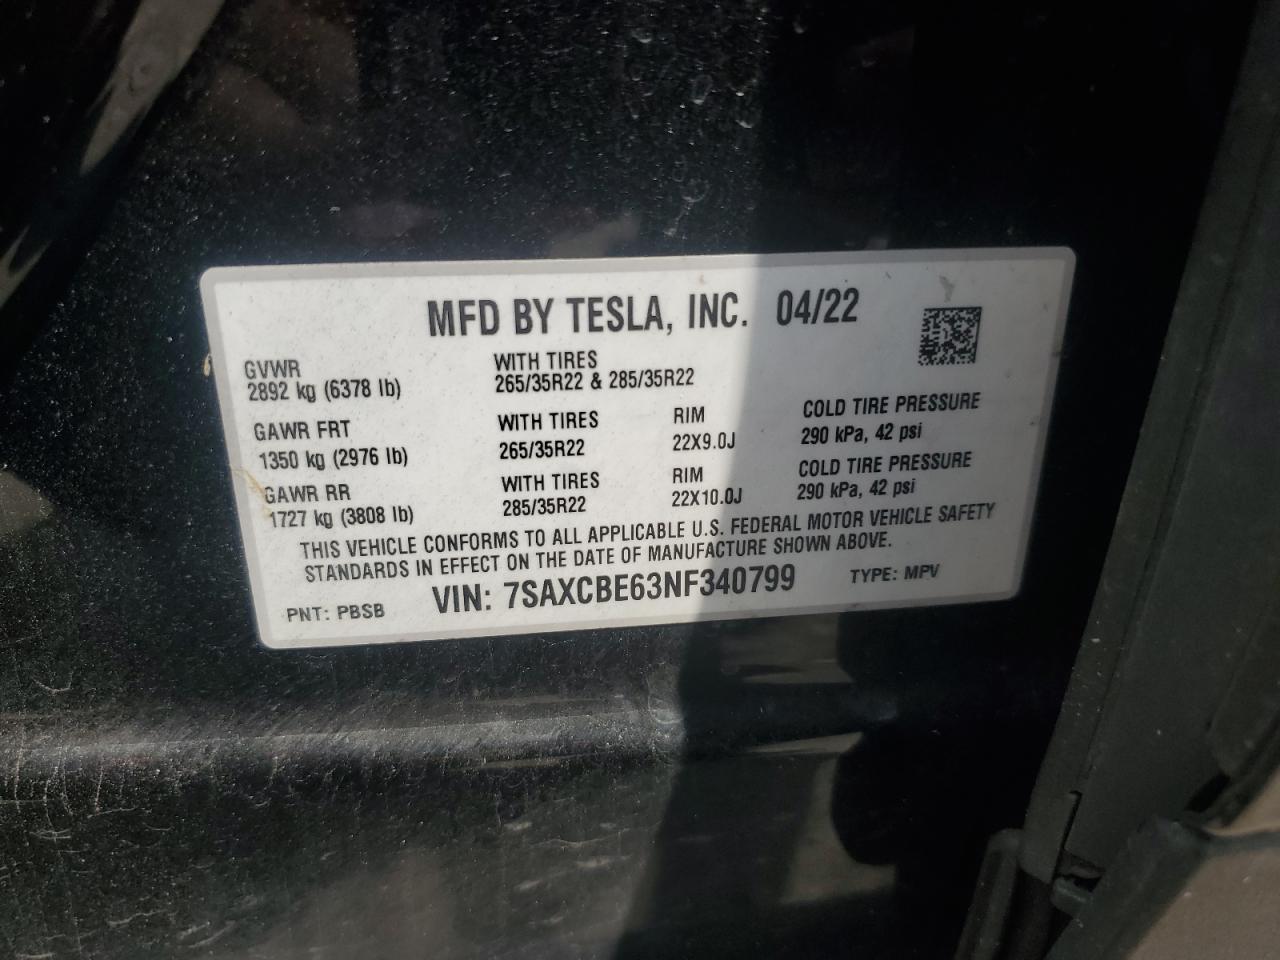 MFD BY TESLA, INC. 04/22
GVWR WITH TIRES
2892 kg (6378 lb) 265/35R22 & 285/35R22
GAWR FRT WITH TIRES RIM COLD TIRE PRESSURE
1350 kg (2976 lb) 265/35R22 22X9.0J 290 kPa, 42 psi
GAWR RR WITH TIRES RIM COLD TIRE PRESSURE
1727 kg (3808 lb) 285/35R22 22X10.0J 290 kPa, 42 psi
THIS VEHICLE CONFORMS TO ALL APPLICABLE U.S. FEDERAL MOTOR VEHICLE SAFETY
STANDARDS IN EFFECT ON THE DATE OF MANUFACTURE SHOWN ABOVE.
PNT: PBSB VIN: 7SAXCBE63NF340799 TYPE: MPV